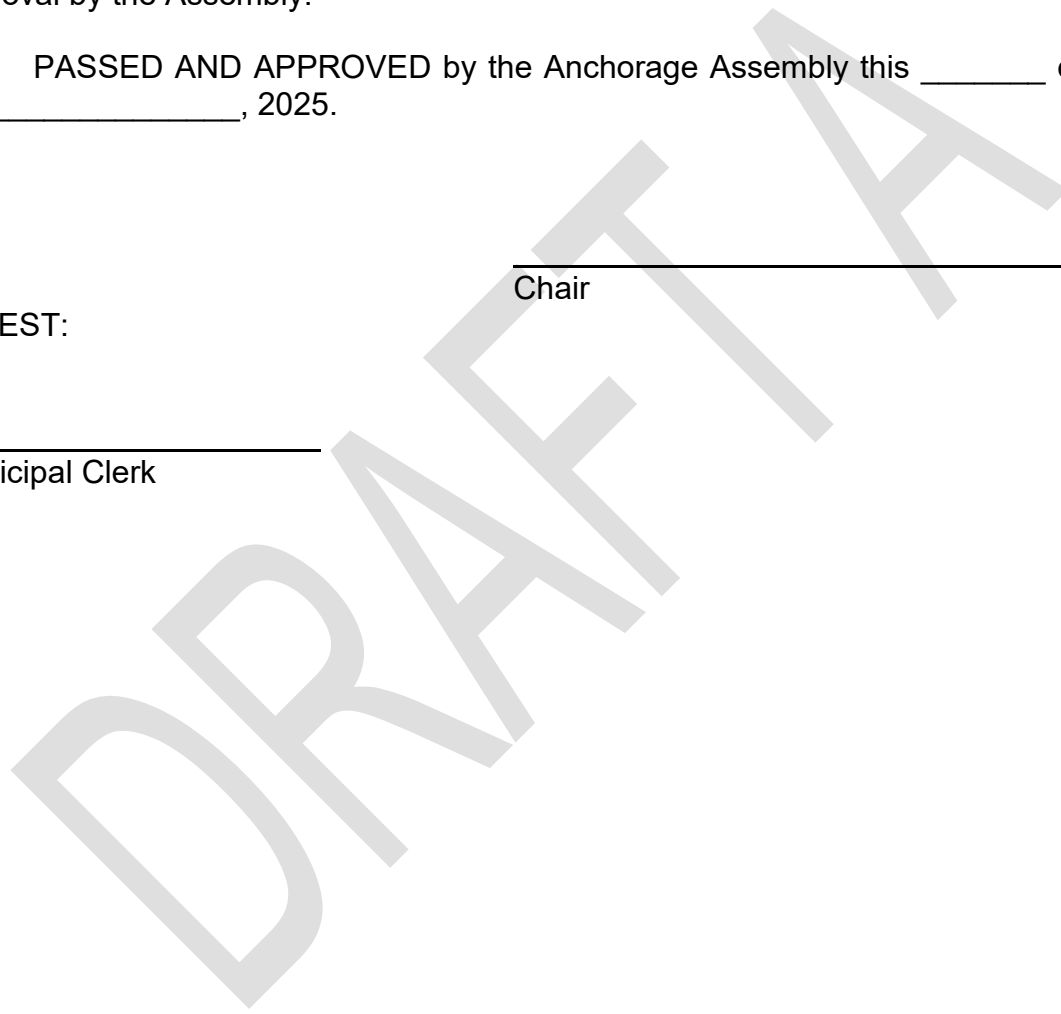 oval by the Assembly.
PASSED AND APPROVED by the Anchorage Assembly this _______
______________, 2025.
Chair
EST:
icipal Clerk
DRAFT A